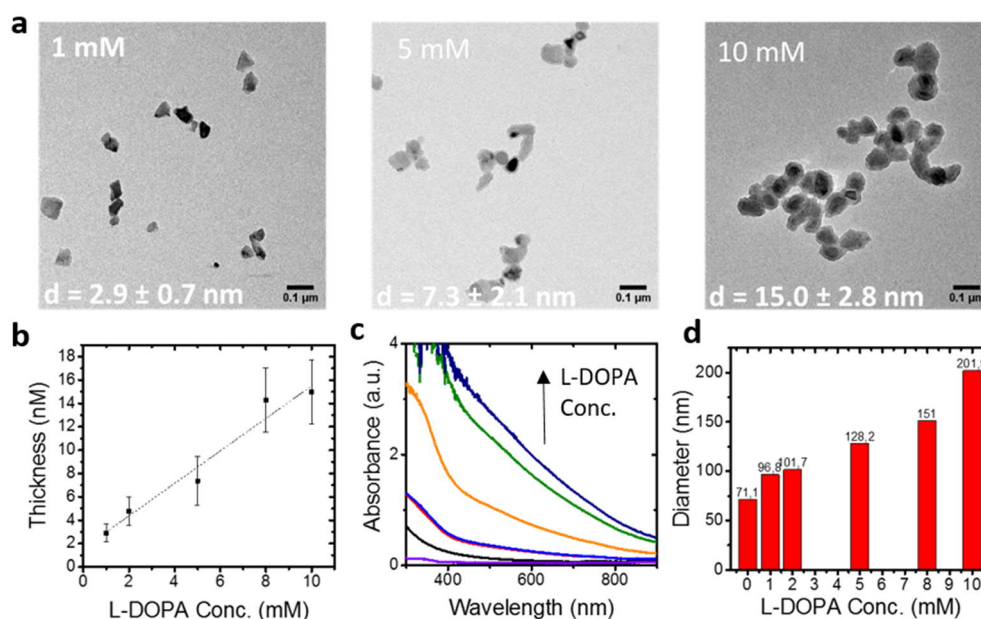 a
1 mM
5 mM
10 mM
d = 2.9 ± 0.7 nm
0.1 µm
d = 7.3 ± 2.1 nm
0.1 µm
d = 15.0 ± 2.8 nm
0.1 µm
b
Thickness (nM)
18
16
14
12
10
8
6
4
2
0
0 2 4 6 8 10
L-DOPA Conc. (mM)
c
Absorbance (a.u.)
4
2
0
L-DOPA
Conc.
400 600 800
Wavelength (nm)
d
Diameter (nm)
200
150
100
50
0
71,1
96,8
101,7
128,2
151
0 1 2 3 4 5 6 7 8 9 10
L-DOPA Conc. (mM)